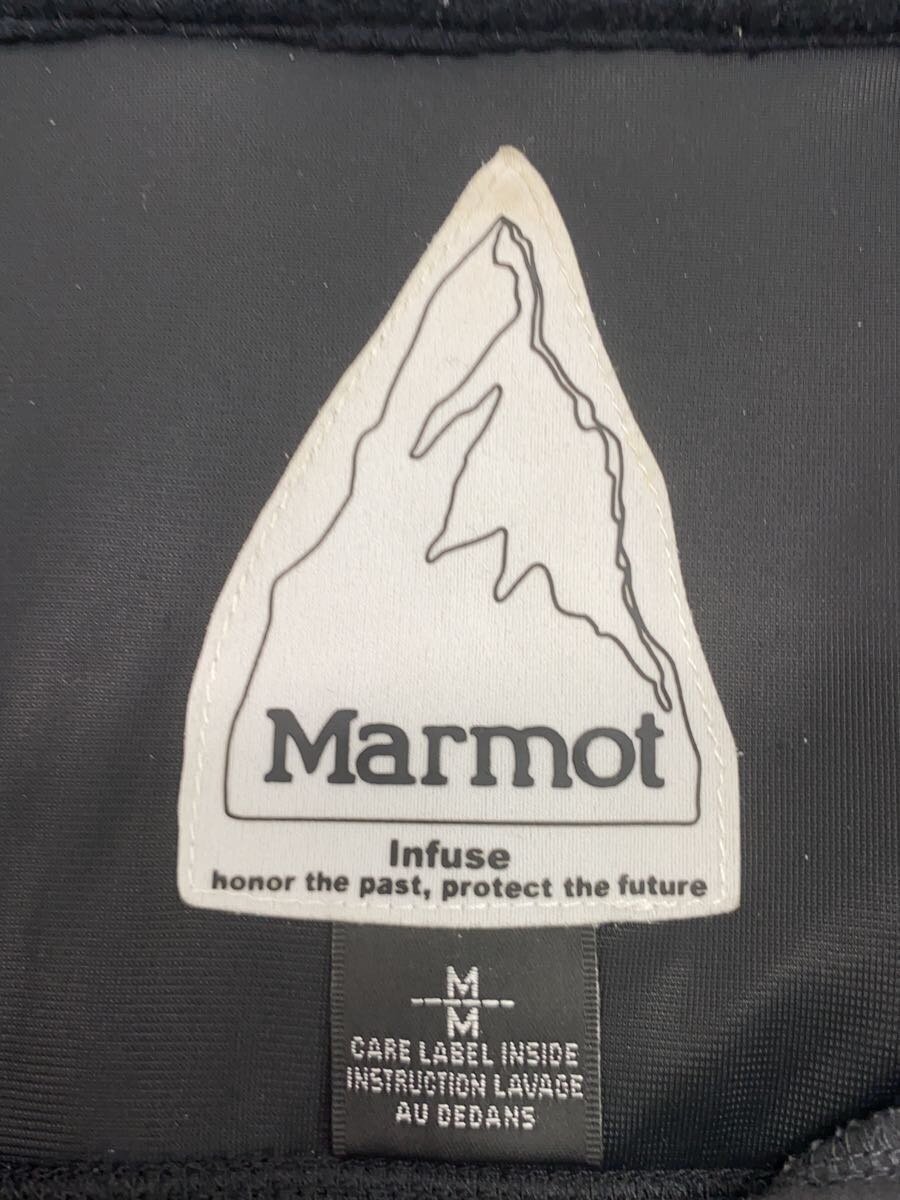 Marmot
Infuse
honor the past, protect the future
M
M
CARE LABEL INSIDE
INSTRUCTION LAVAGE
AU DEDANS